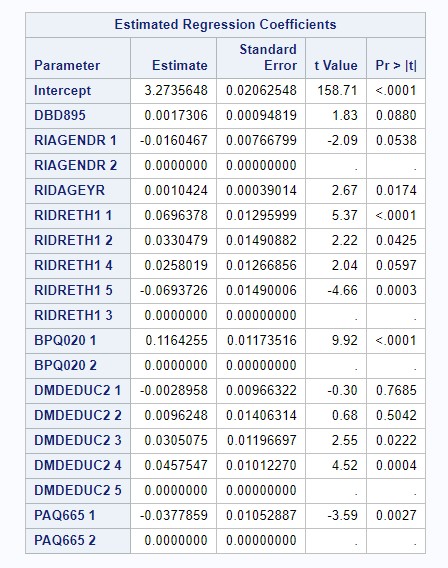 Estimated Regression Coefficients
Parameter Estimate Standard Error t Value Pr > |t|
Intercept 3.2735648 0.02062548 158.71 <.0001
DBD895 0.0017306 0.00094819 1.83 0.0880
RIAGENDR 1 -0.0160467 0.00766799 -2.09 0.0538
RIAGENDR 2 0.0000000 0.00000000 . .
RIDAGEYR 0.0010424 0.00039014 2.67 0.0174
RIDRETH1 1 0.0696378 0.01295999 5.37 <.0001
RIDRETH1 2 0.0330479 0.01490882 2.22 0.0425
RIDRETH1 4 0.0258019 0.01266856 2.04 0.0597
RIDRETH1 5 -0.0693726 0.01490006 -4.66 0.0003
RIDRETH1 3 0.0000000 0.00000000 . .
BPQ020 1 0.1164255 0.01173516 9.92 <.0001
BPQ020 2 0.0000000 0.00000000 . .
DMDEDUC2 1 -0.0028958 0.00966322 -0.30 0.7685
DMDEDUC2 2 0.0096248 0.01406314 0.68 0.5042
DMDEDUC2 3 0.0305075 0.01196697 2.55 0.0222
DMDEDUC2 4 0.0457547 0.01012270 4.52 0.0004
DMDEDUC2 5 0.0000000 0.00000000 . .
PAQ665 1 -0.0377859 0.01052887 -3.59 0.0027
PAQ665 2 0.0000000 0.00000000 . .